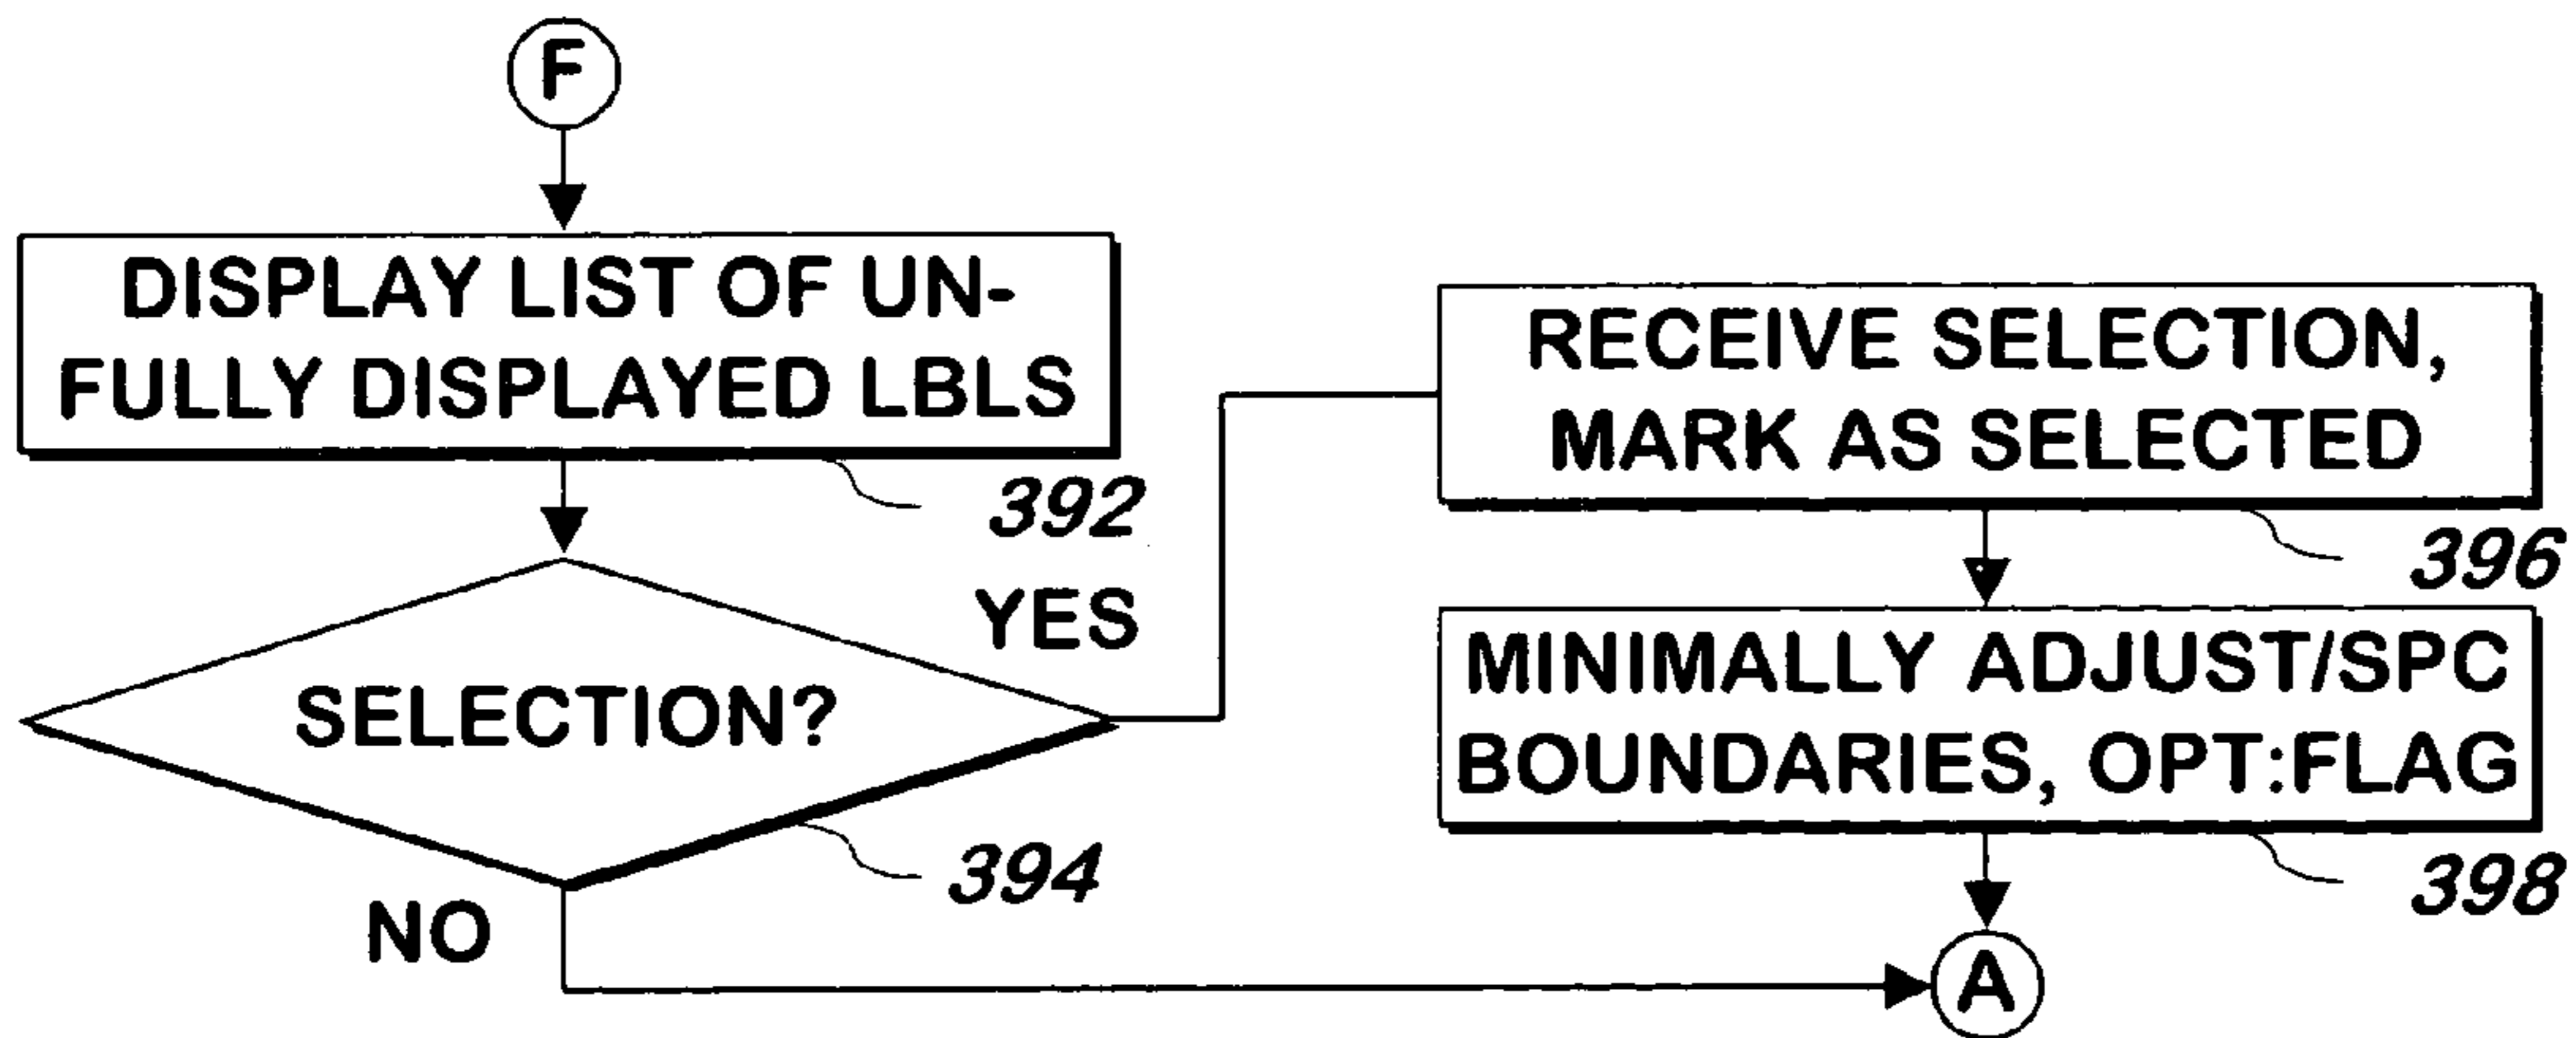 F
DISPLAY LIST OF UN-
FULLY DISPLAYED LBLS
392
SELECTION?
YES
NO
394
RECEIVE SELECTION,
MARK AS SELECTED
396
MINIMALLY ADJUST/SPC
BOUNDARIES, OPT:FLAG
398
A